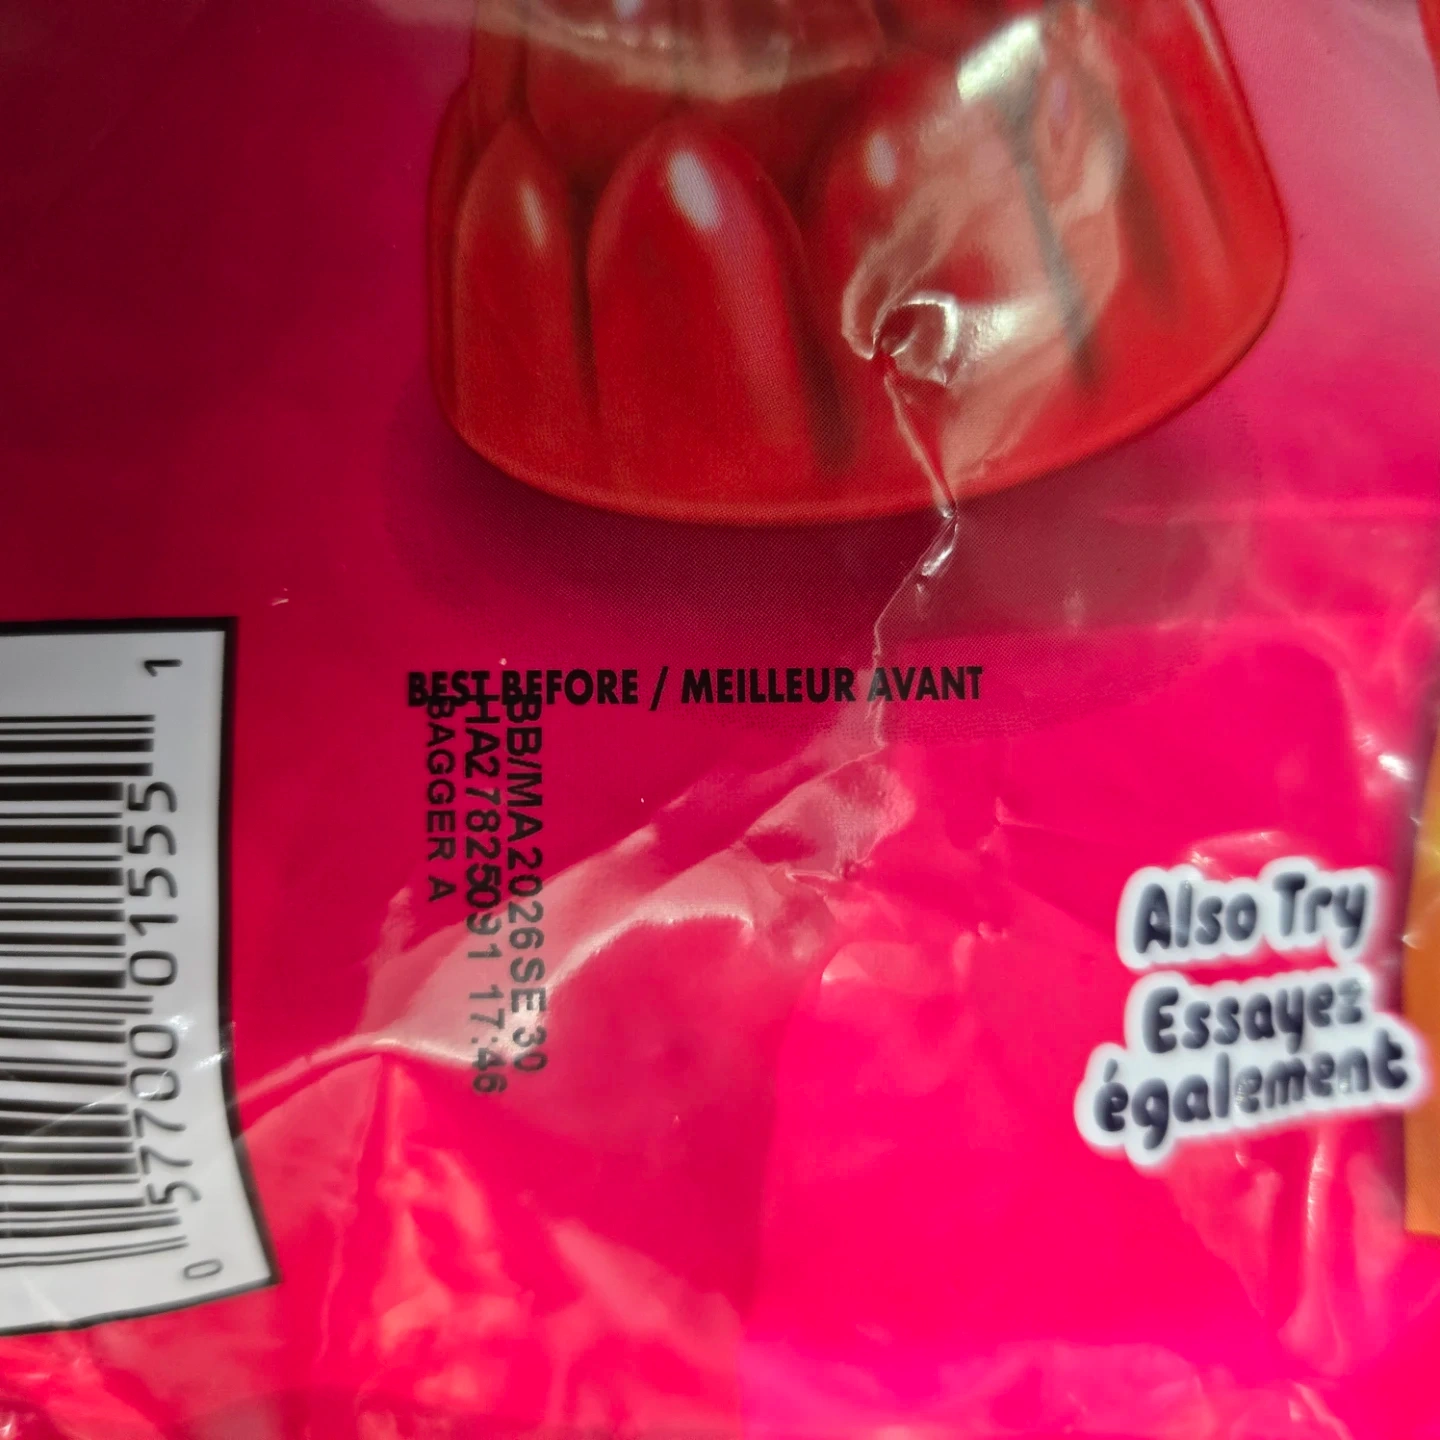 BEST BEFORE / MEILLEUR AVANT
BB/MA2026SE30
HA27825091 17:46
BAGGER A
0 57700 01555 1
Also Try
Essayez
également